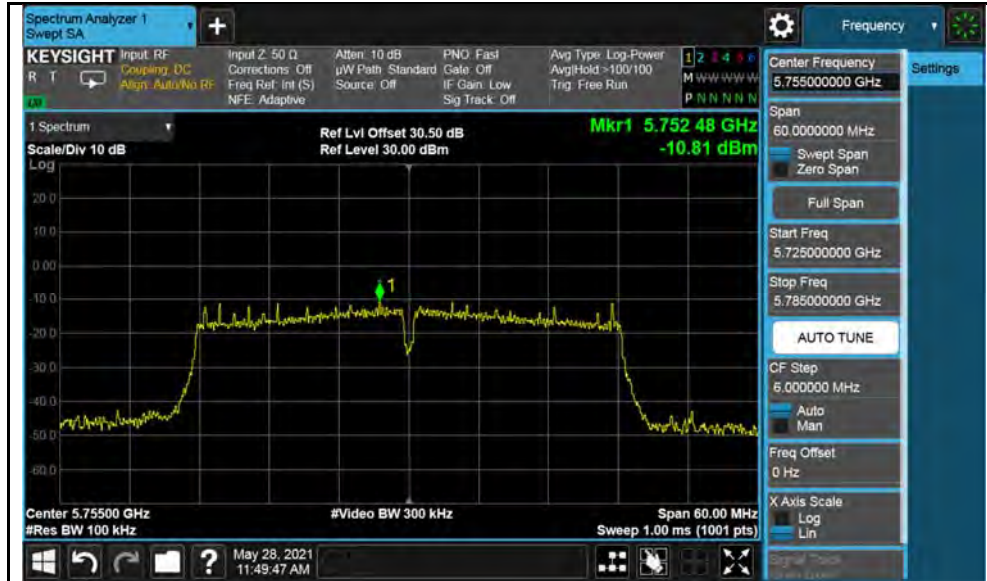 Spectrum Analyzer 1
Swept SA
+
Frequency
KEYSIGHT
R T
Input: RF
Coupling: DC
Align: Auto/No RF
Input Z: 50 Ω
Corrections: Off
Freq Ref: Int (S)
NFE: Adaptive
Atten: 10 dB
µW Path: Standard
Source: Off
PNO: Fast
Gate: Off
IF Gain: Low
Sig Track: Off
Avg Type: Log-Power
Avg|Hold: >100/100
Trig: Free Run
1 2 3 4 5 6
M W W W W W
P N N N N N
Center Frequency
5.755000000 GHz
Settings
Span
60.0000000 MHz
Swept Span
Zero Span
Full Span
Start Freq
5.725000000 GHz
Stop Freq
5.785000000 GHz
AUTO TUNE
CF Step
6.000000 MHz
Auto
Man
Freq Offset
0 Hz
X Axis Scale
Log
Lin
Signal Track
1 Spectrum
Scale/Div 10 dB
Log
Ref Lvl Offset 30.50 dB
Ref Level 30.00 dBm
Mkr1 5.752 48 GHz
-10.81 dBm
20.0
10.0
0.00
-10.0
-20.0
-30.0
-40.0
-50.0
-60.0
1
Center 5.75500 GHz
#Res BW 100 kHz
#Video BW 300 kHz
Span 60.00 MHz
Sweep 1.00 ms (1001 pts)
?
May 28, 2021
11:49:47 AM